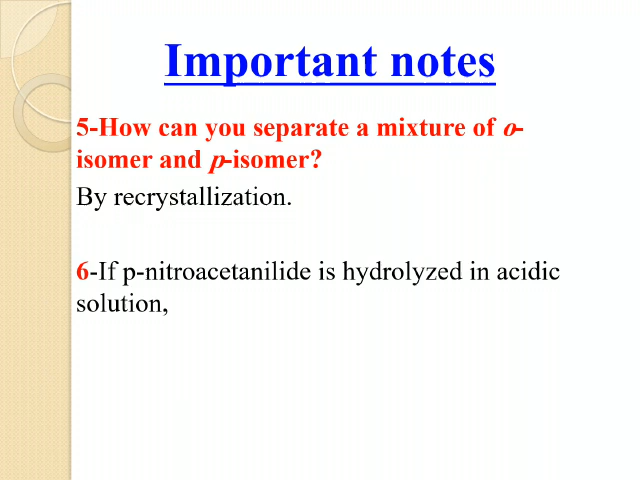 Important notes
5-How can you separate a mixture of o-
isomer and p-isomer?
By recrystallization.
6-If p-nitroacetanilide is hydrolyzed in acidic
solution,